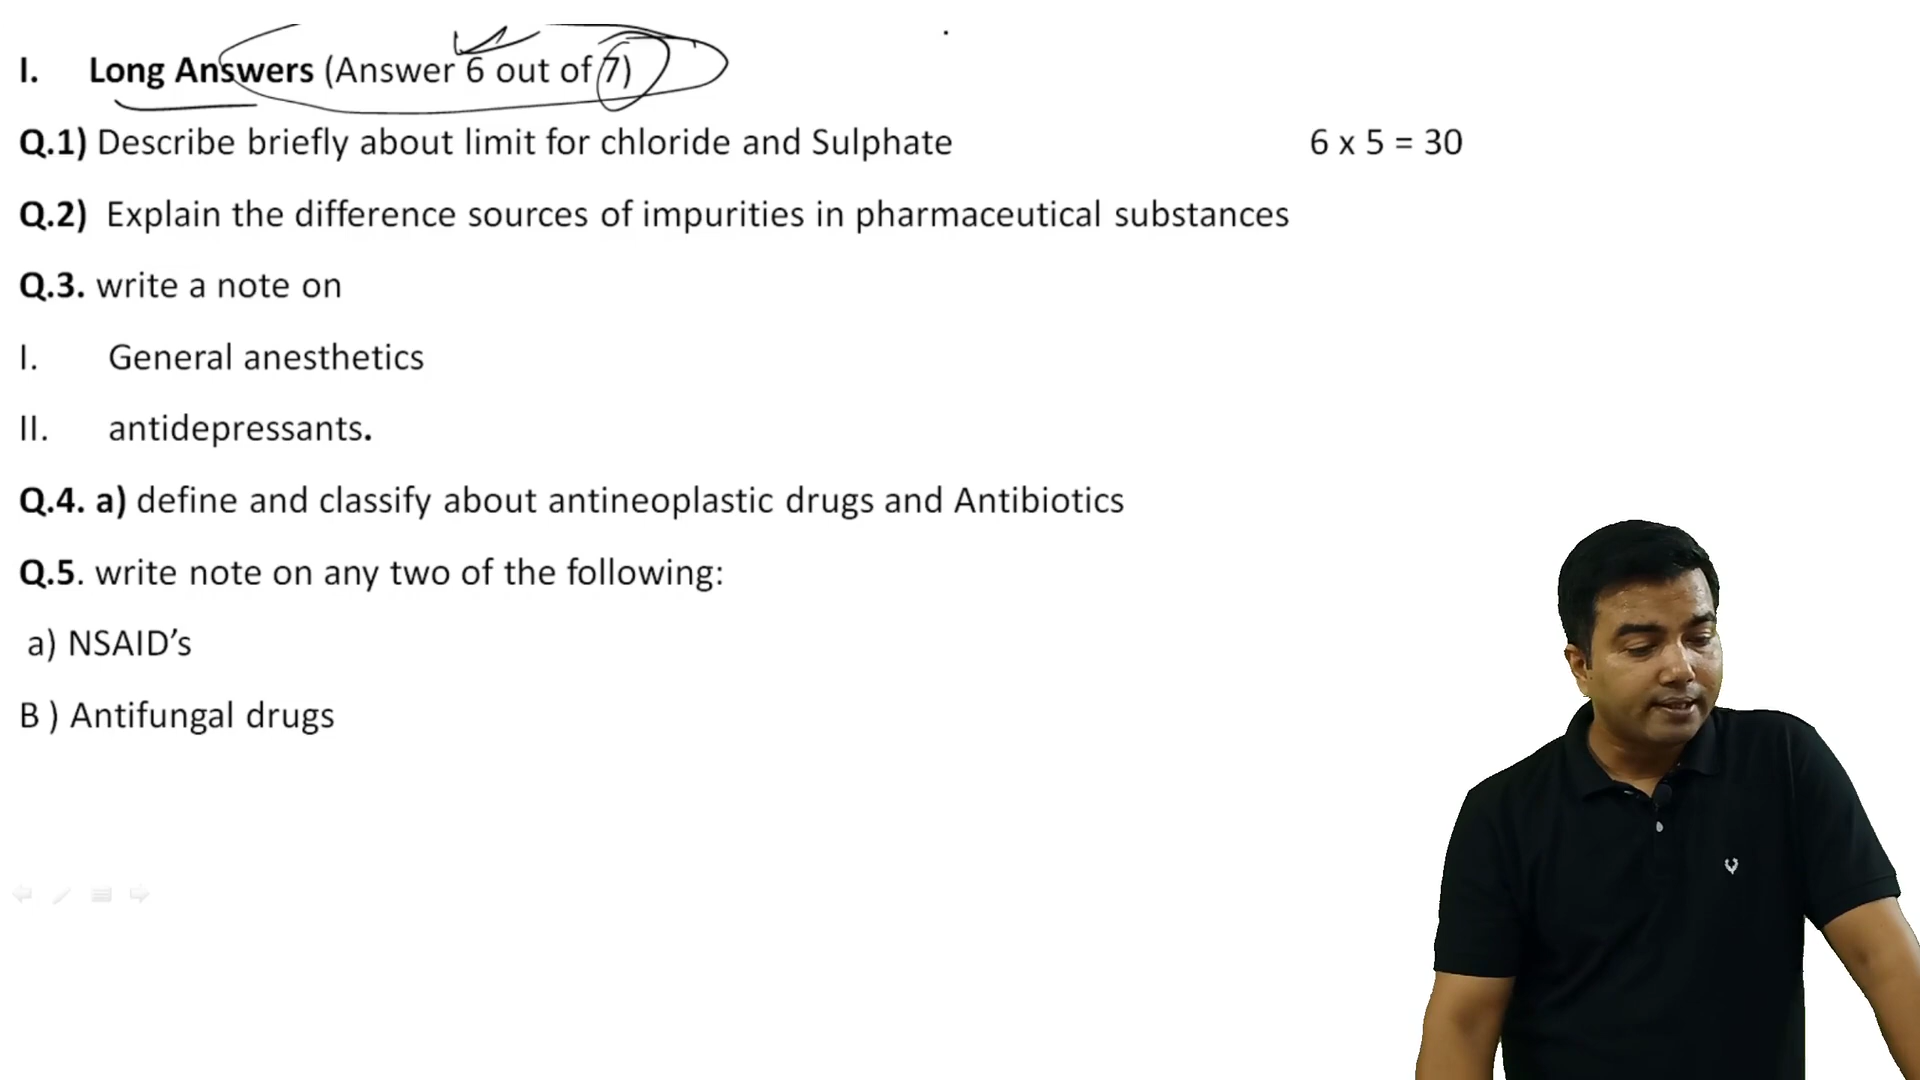 I. Long Answers (Answer 6 out of 7)
Q.1) Describe briefly about limit for chloride and Sulphate 6 x 5 = 30
Q.2) Explain the difference sources of impurities in pharmaceutical substances
Q.3. write a note on
I. General anesthetics
II. antidepressants.
Q.4. a) define and classify about antineoplastic drugs and Antibiotics
Q.5. write note on any two of the following:
a) NSAID’s
B ) Antifungal drugs